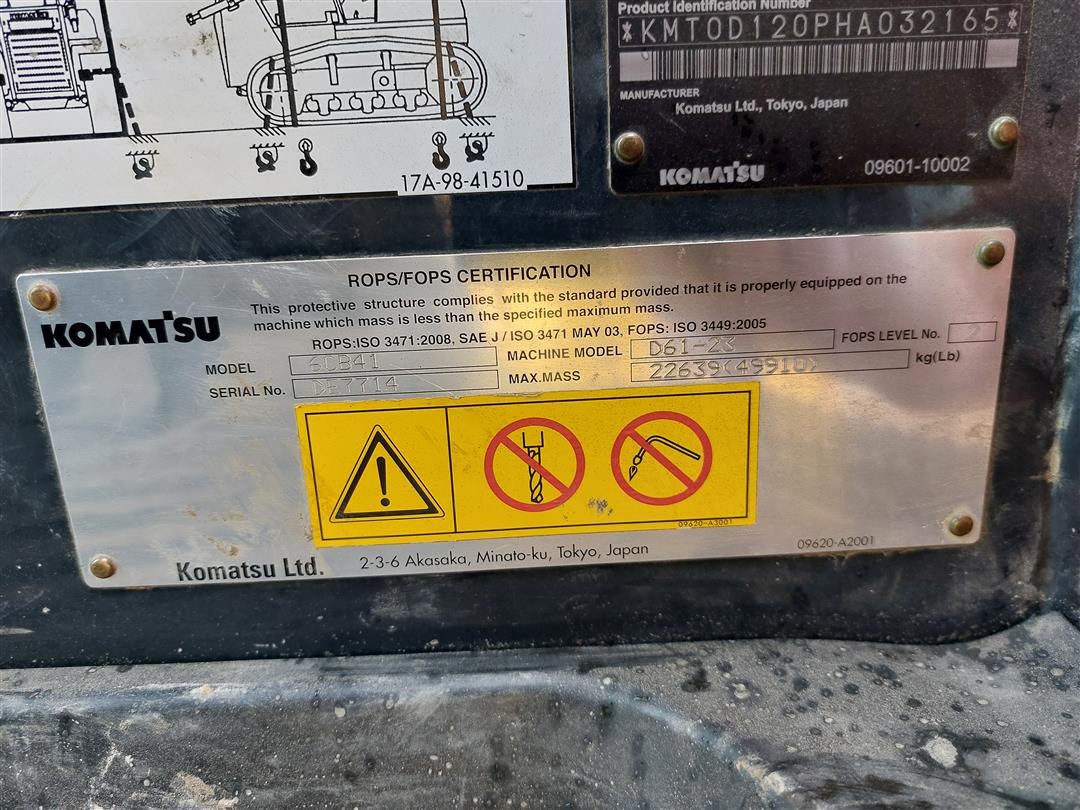 Product Identification Number
*KMT0D120PHA032165*
MANUFACTURER
Komatsu Ltd., Tokyo, Japan
KOMATSU
09601-10002
17A-98-41510
ROPS/FOPS CERTIFICATION
This protective structure complies with the standard provided that it is properly equipped on the
machine which mass is less than the specified maximum mass.
KOMATSU
ROPS:ISO 3471:2008, SAE J / ISO 3471 MAY 03, FOPS: ISO 3449:2005
MODEL 6CB41 MACHINE MODEL D61-23 FOPS LEVEL No. 2
SERIAL No. MAX.MASS 22639(49910) kg(Lb)
09620-A3001
Komatsu Ltd. 2-3-6 Akasaka, Minato-ku, Tokyo, Japan
09620-A2001